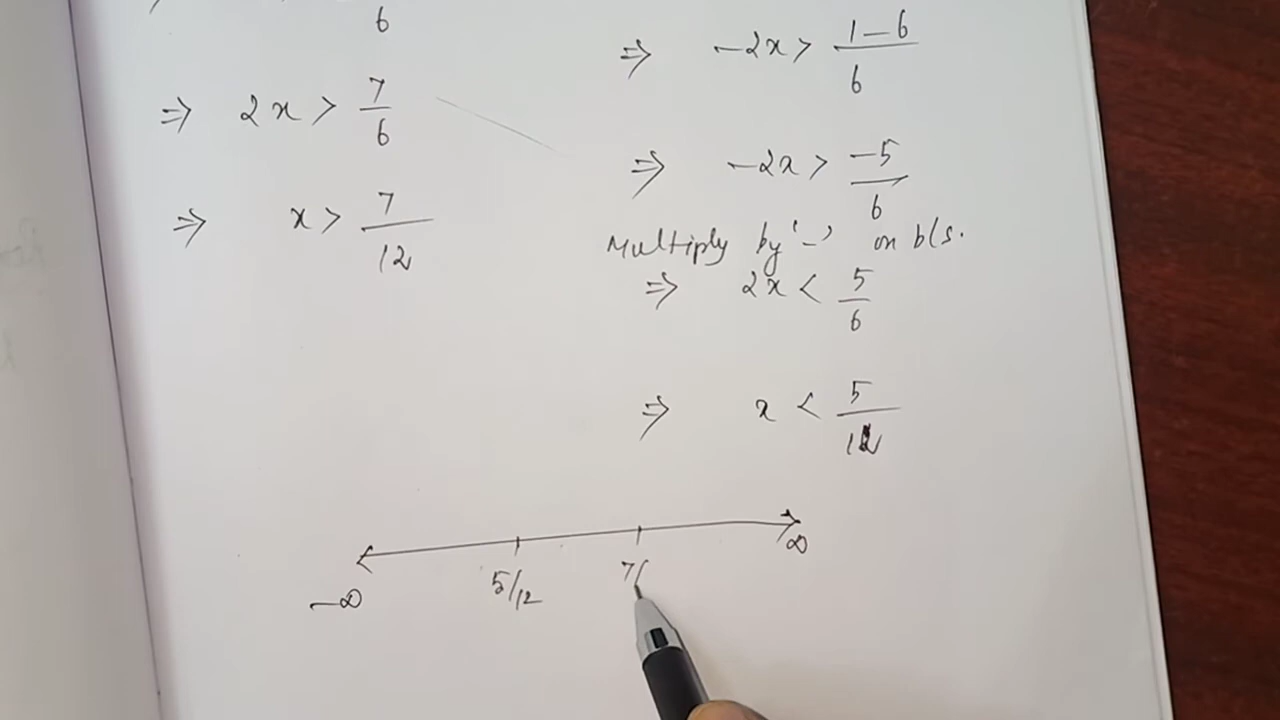 6
⇒ 2x > 7/6
⇒ x > 7/12
⇒ -2x > 1-6/6
⇒ -2x > -5/6
Multiply by '-' on b/s.
⇒ 2x < 5/6
⇒ x < 5/12
-∞ 5/12 7/ ∞